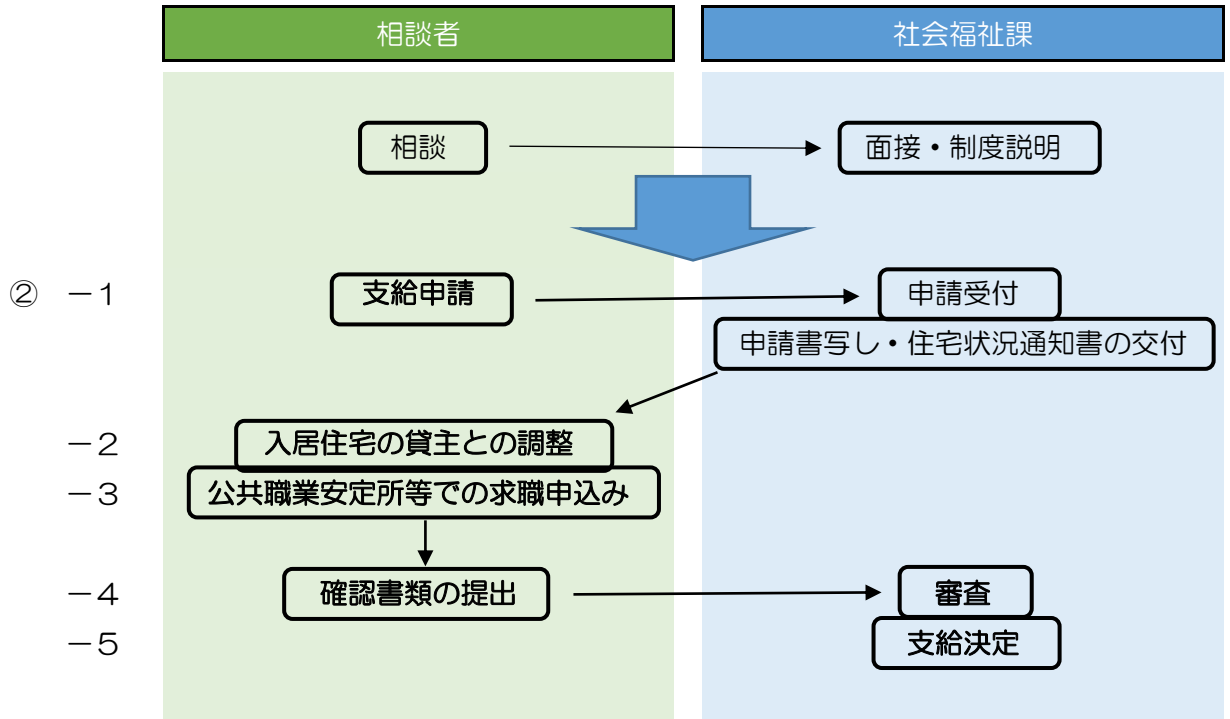 相談者 社会福祉課
相談 面接・制度説明
② －１ 支給申請 申請受付
申請書写し・住宅状況通知書の交付
－２ 入居住宅の貸主との調整
－３ 公共職業安定所等での求職申込み
－４ 確認書類の提出 審査
－５ 支給決定